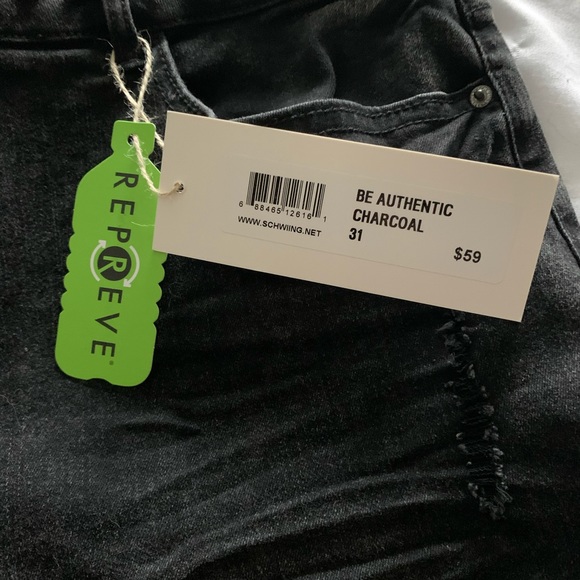 REPREVE®
6 88465 12616 1
WWW.SCHWIING.NET
BE AUTHENTIC
CHARCOAL
31
$59